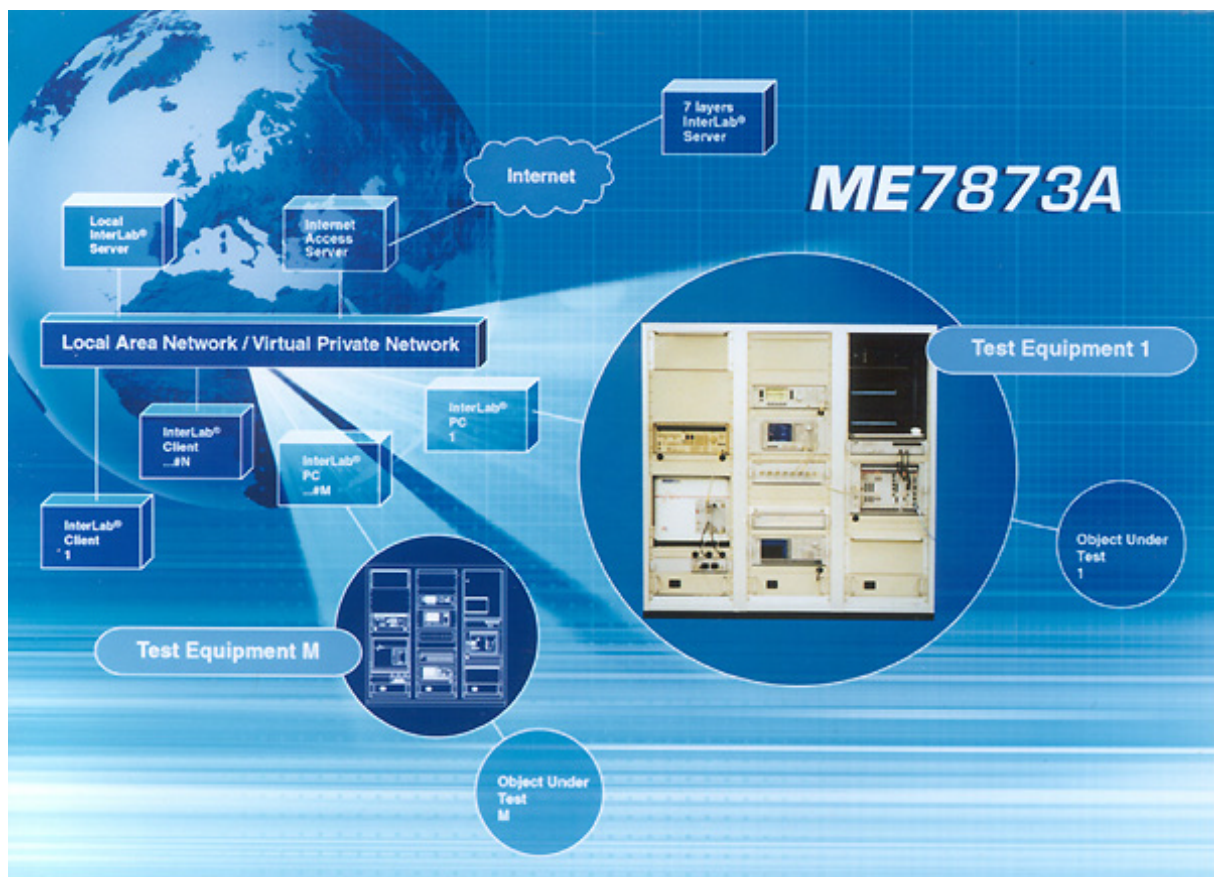 7 layers
InterLab®
Server
Internet
ME7873A
Local
InterLab®
Server
Internet
Access
Server
Local Area Network / Virtual Private Network
Test Equipment 1
InterLab®
PC
1
InterLab®
Client
...#N
InterLab®
PC
...#M
InterLab®
Client
1
Object Under
Test
1
Test Equipment M
Object Under
Test
M